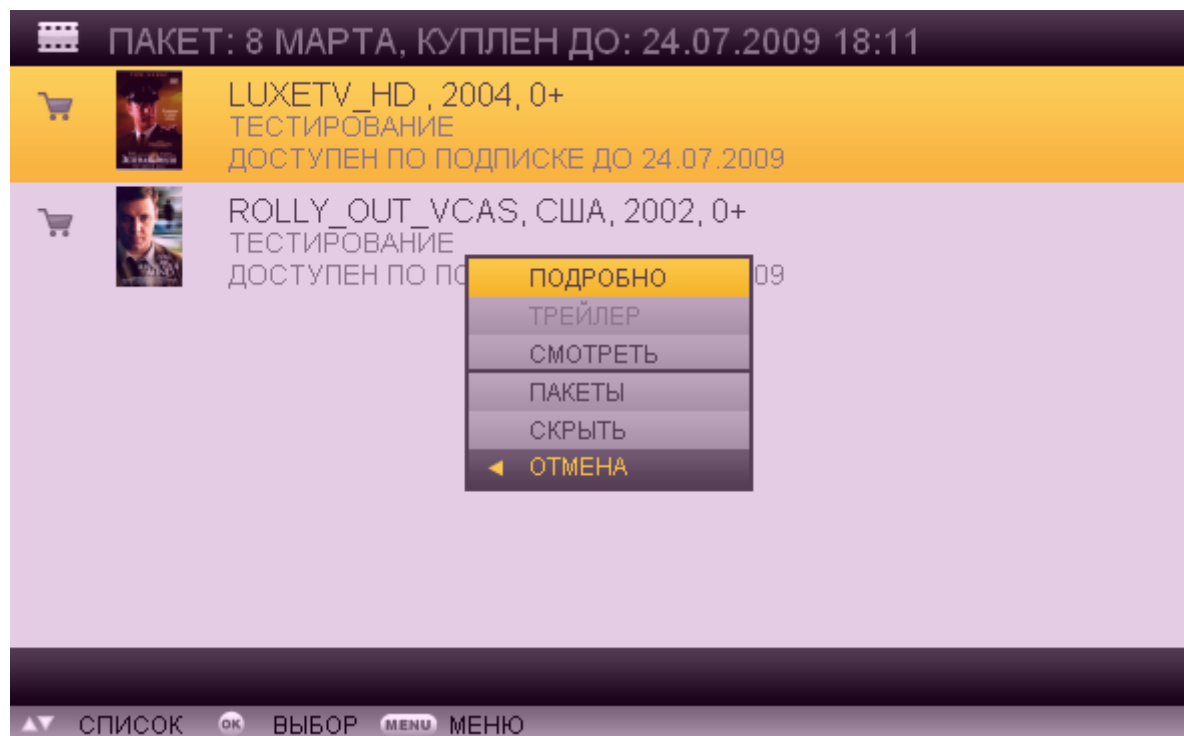 ПАКЕТ: 8 МАРТА, КУПЛЕН ДО: 24.07.2009 18:11
LUXETV_HD , 2004, 0+
ТЕСТИРОВАНИЕ
ДОСТУПЕН ПО ПОДПИСКЕ ДО 24.07.2009
ROLLY_OUT_VCAS, США, 2002, 0+
ТЕСТИРОВАНИЕ
ДОСТУПЕН ПО ПО 09
ПОДРОБНО
ТРЕЙЛЕР
СМОТРЕТЬ
ПАКЕТЫ
СКРЫТЬ
ОТМЕНА
СПИСОК OK ВЫБОР MENU МЕНЮ